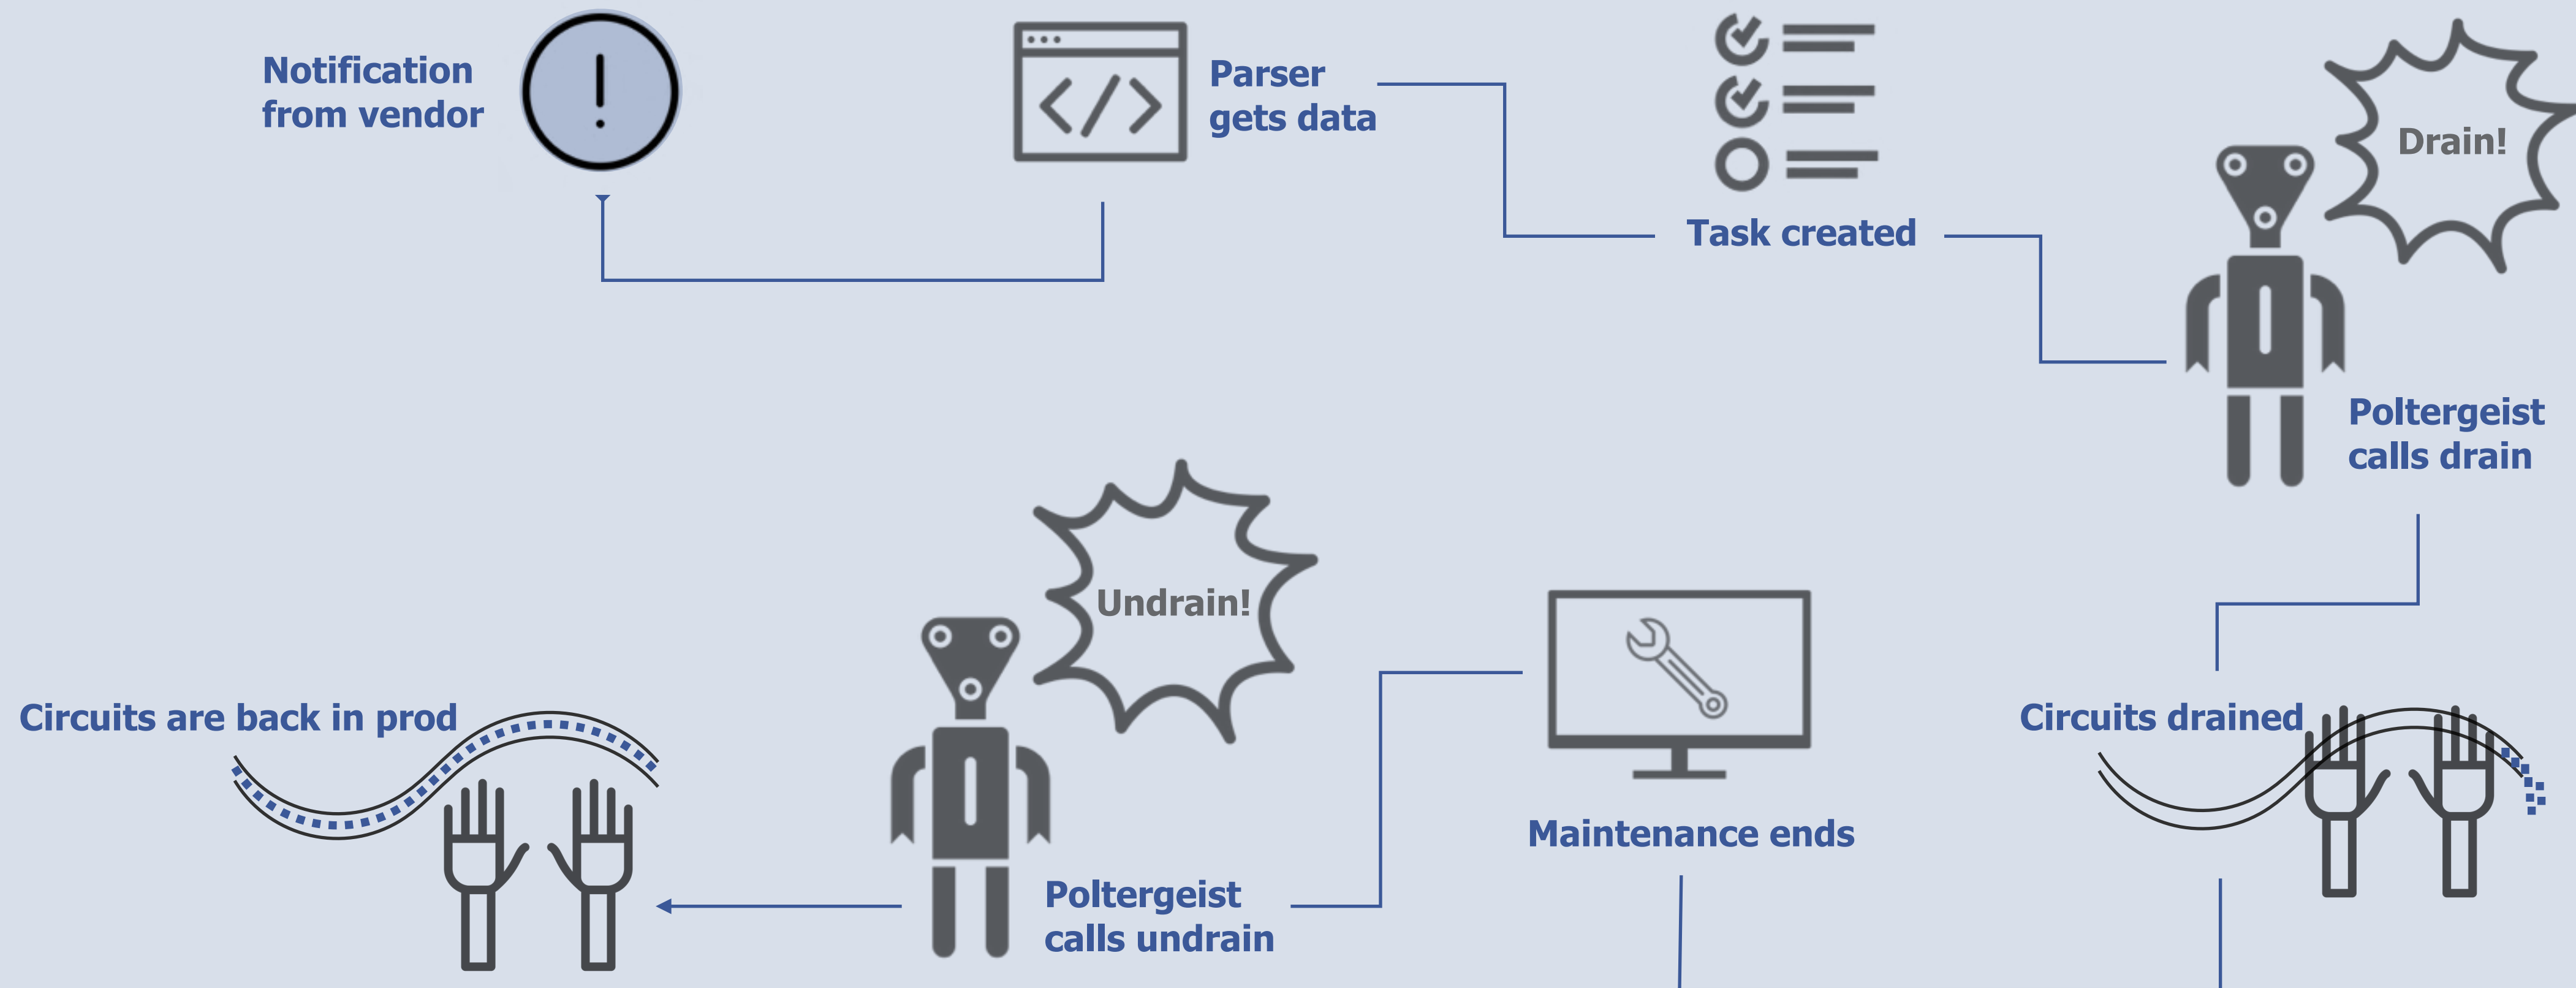 Notification
from vendor
Parser
gets data
Task created
Drain!
Poltergeist
calls drain
Circuits drained
Maintenance ends
Undrain!
Poltergeist
calls undrain
Circuits are back in prod